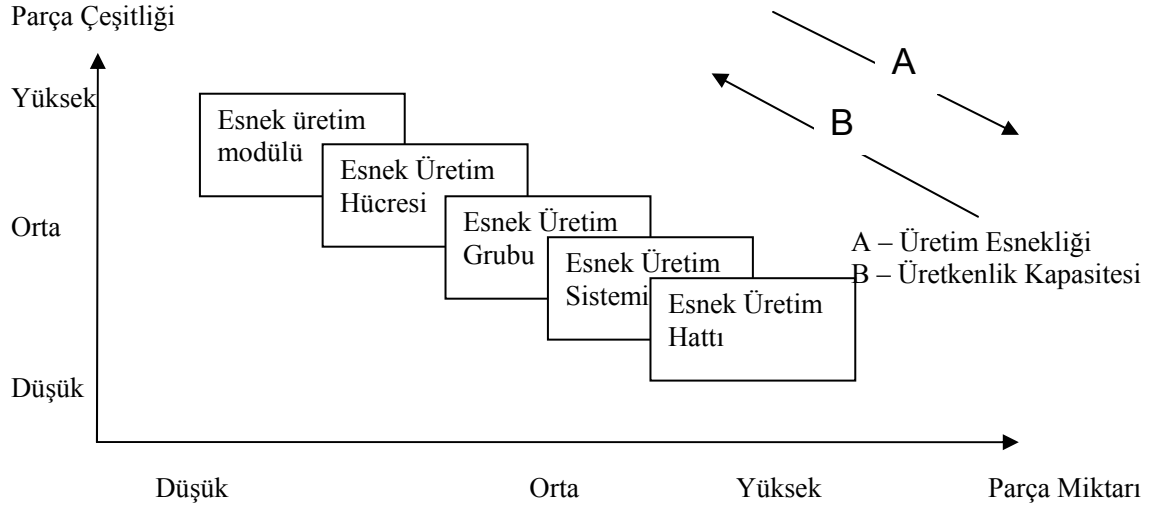 Parça Çeşitliği
A
Yüksek
B
Esnek üretim
modülü
Esnek Üretim
Hücresi
Orta
Esnek Üretim
Grubu
Esnek Üretim
Sistemi
Esnek Üretim
Hattı
A – Üretim Esnekliği
B – Üretkenlik Kapasitesi
Düşük
Düşük Orta Yüksek Parça Miktarı